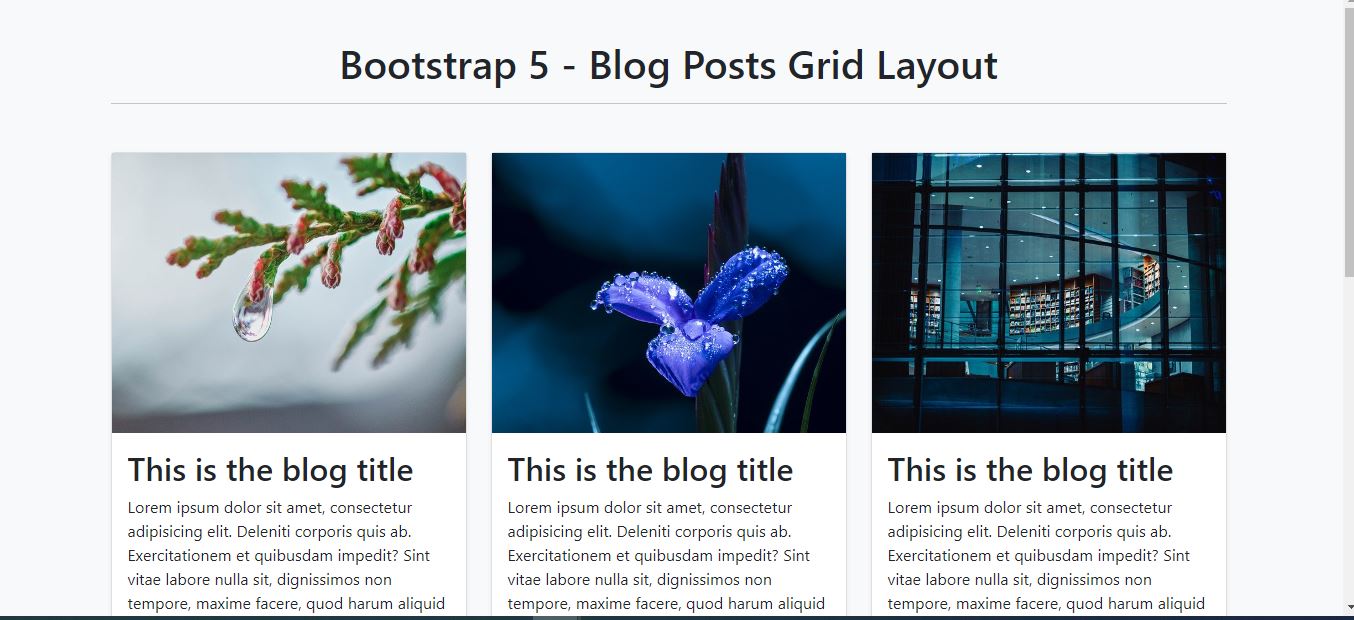 Bootstrap 5 - Blog Posts Grid Layout
This is the blog title
Lorem ipsum dolor sit amet, consectetur
adipisicing elit. Deleniti corporis quis ab.
Exercitationem et quibusdam impedit? Sint
vitae labore nulla sit, dignissimos non
tempore, maxime facere, quod harum aliquid
This is the blog title
Lorem ipsum dolor sit amet, consectetur
adipisicing elit. Deleniti corporis quis ab.
Exercitationem et quibusdam impedit? Sint
vitae labore nulla sit, dignissimos non
tempore, maxime facere, quod harum aliquid
This is the blog title
Lorem ipsum dolor sit amet, consectetur
adipisicing elit. Deleniti corporis quis ab.
Exercitationem et quibusdam impedit? Sint
vitae labore nulla sit, dignissimos non
tempore, maxime facere, quod harum aliquid